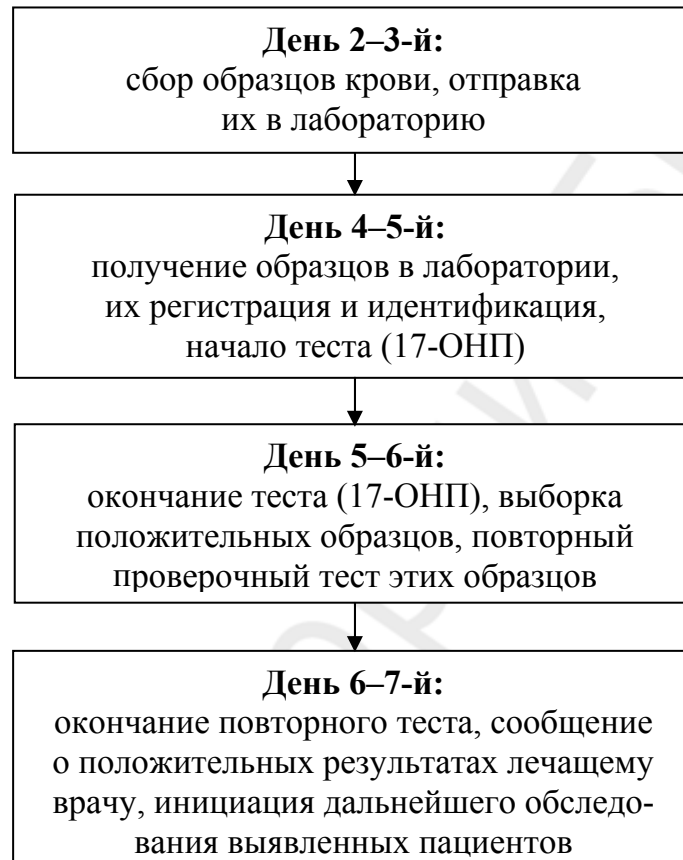 День 2–3-й:
сбор образцов крови, отправка
их в лабораторию
День 4–5-й:
получение образцов в лаборатории,
их регистрация и идентификация,
начало теста (17-ОНП)
День 5–6-й:
окончание теста (17-ОНП), выборка
положительных образцов, повторный
проверочный тест этих образцов
День 6–7-й:
окончание повторного теста, сообщение
о положительных результатах лечащему
врачу, инициация дальнейшего обследо-
вания выявленных пациентов